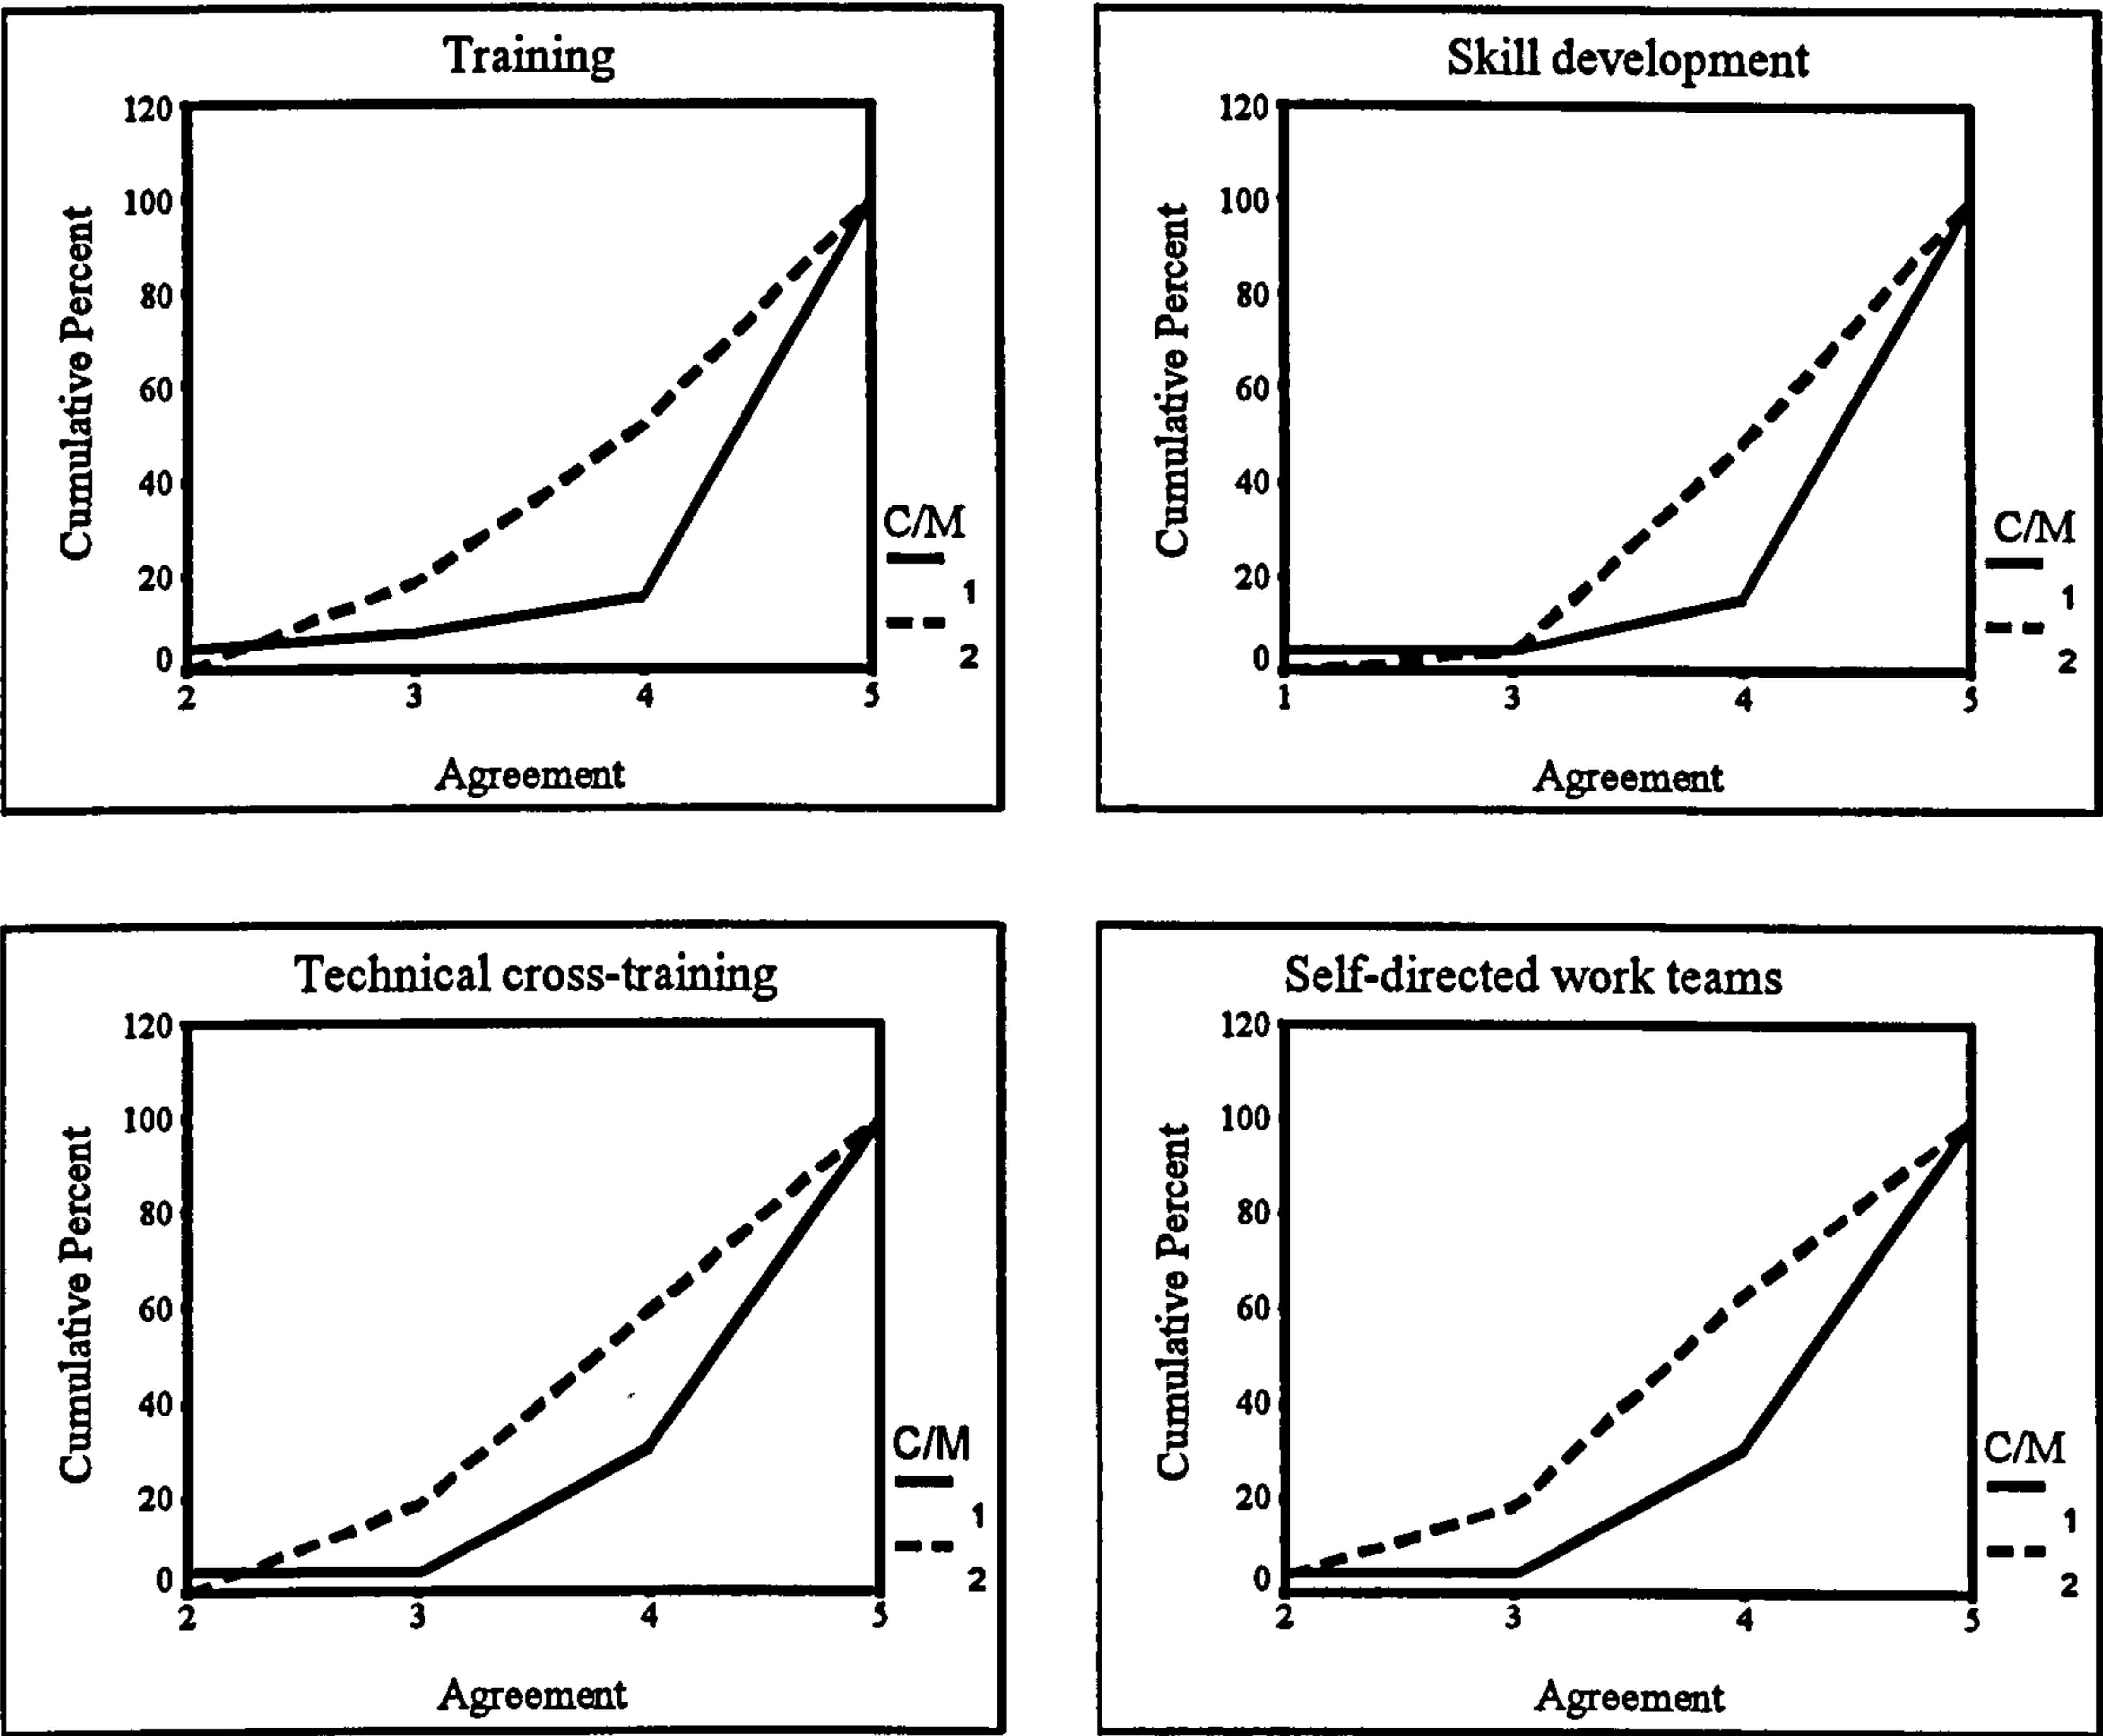 Training
120
100
80
60
40
20
0
Cumulative Percent
2 3 4 5
Agreement
C/M
1
2
Skill development
120
100
80
60
40
20
0
Cumulative Percent
1 3 4 5
Agreement
C/M
1
2
Technical cross-training
120
100
80
60
40
20
0
Cumulative Percent
2 3 4 5
Agreement
C/M
1
2
Self-directed work teams
120
100
80
60
40
20
0
Cumulative Percent
2 3 4 5
Agreement
C/M
1
2